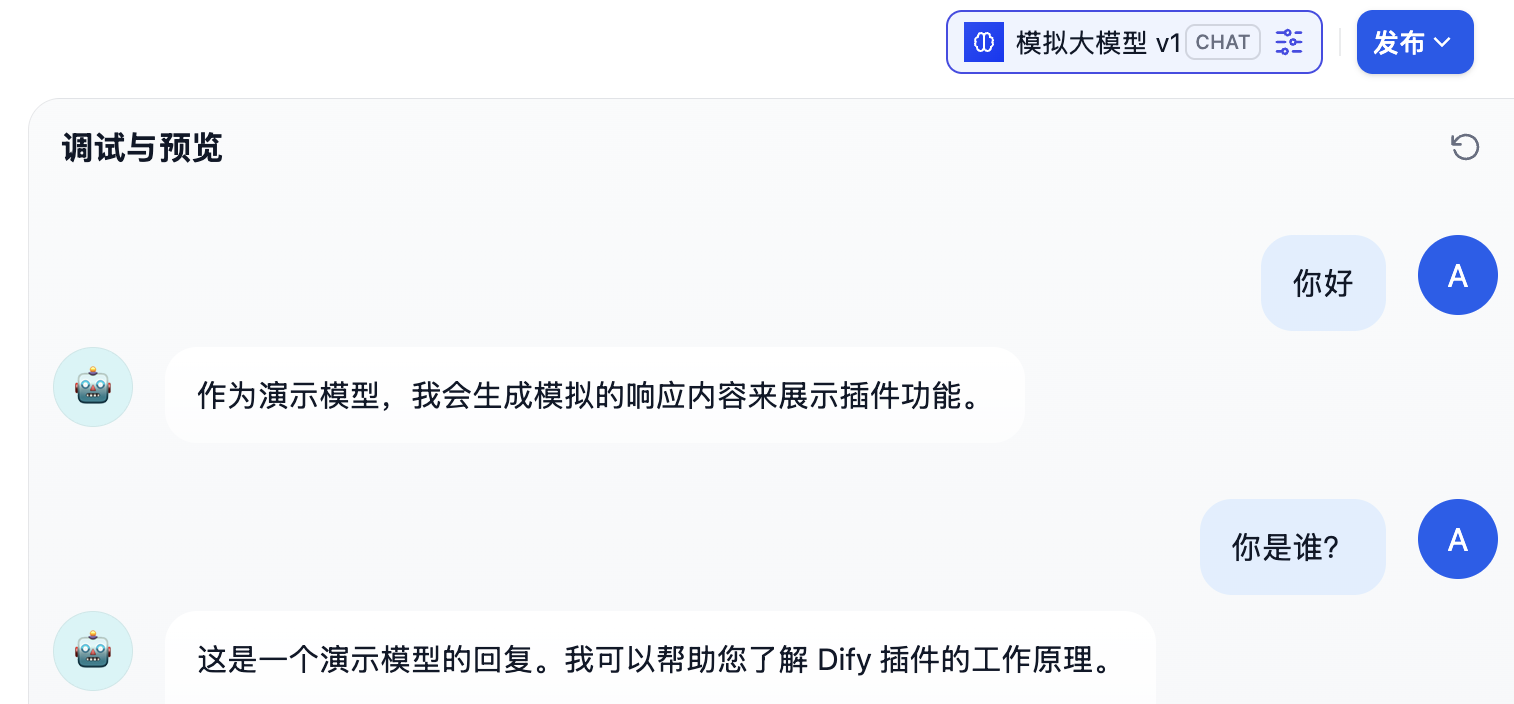 模拟大模型 v1 CHAT 发布
调试与预览
你好
A
作为演示模型，我会生成模拟的响应内容来展示插件功能。
你是谁?
A
这是一个演示模型的回复。我可以帮助您了解 Dify 插件的工作原理。